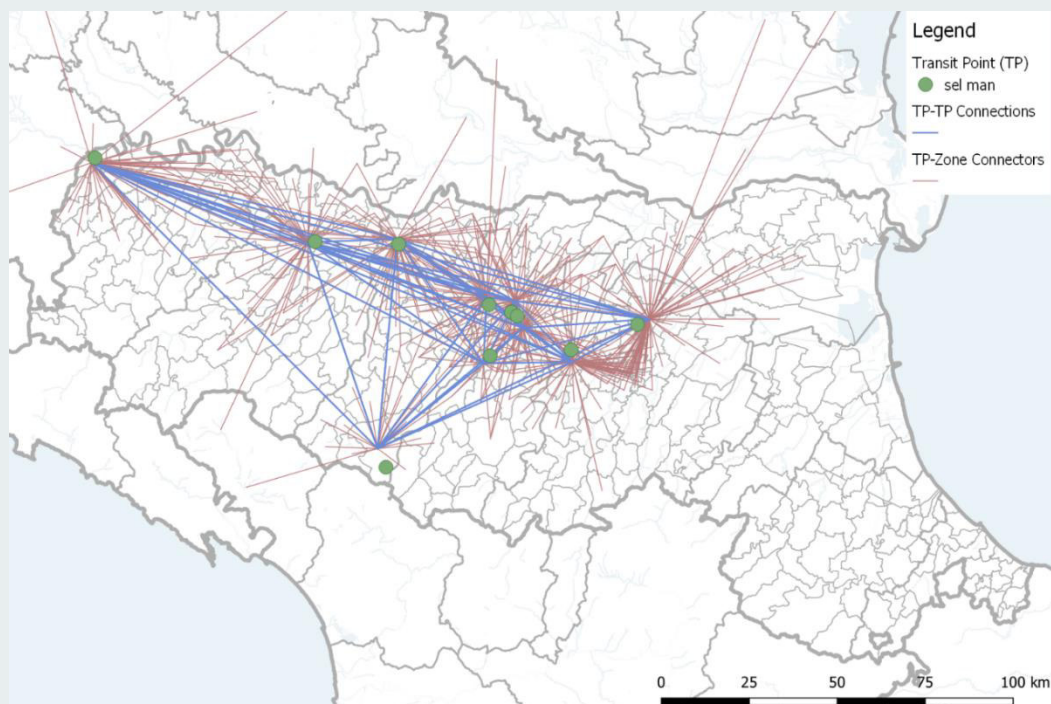 Legend
Transit Point (TP)
sel man
TP-TP Connections
TP-Zone Connectors
0 25 50 75 100 km